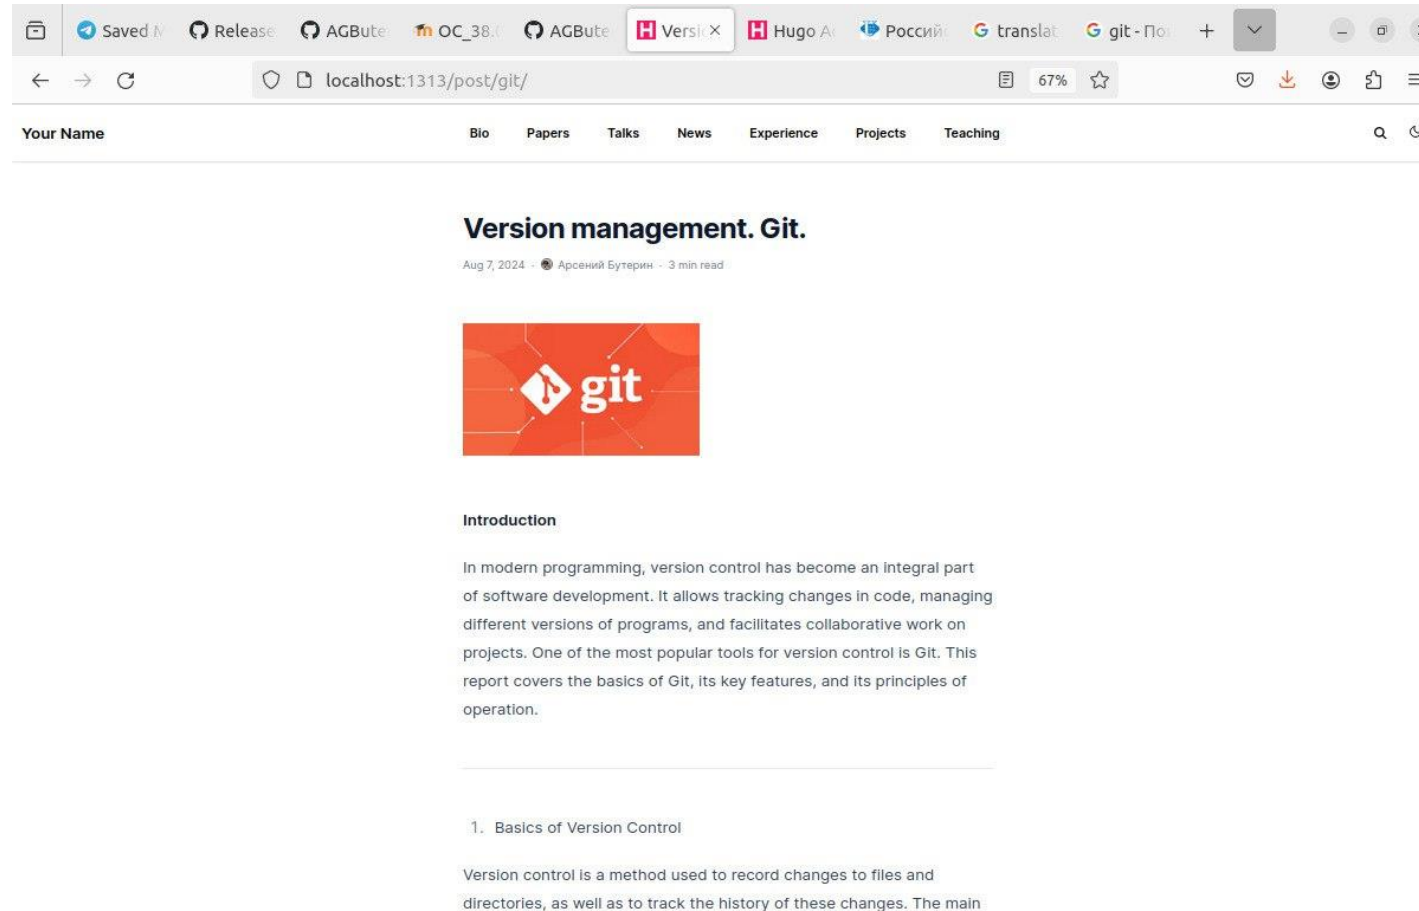 Saved M Release AGBute OC_38. AGBute Versi Hugo A Россий translat git - По
localhost:1313/post/git/ 67%
Your Name Bio Papers Talks News Experience Projects Teaching
Version management. Git.
Aug 7, 2024 · Арсений Бутерин · 3 min read
git
Introduction
In modern programming, version control has become an integral part
of software development. It allows tracking changes in code, managing
different versions of programs, and facilitates collaborative work on
projects. One of the most popular tools for version control is Git. This
report covers the basics of Git, its key features, and its principles of
operation.
1. Basics of Version Control
Version control is a method used to record changes to files and
directories, as well as to track the history of these changes. The main